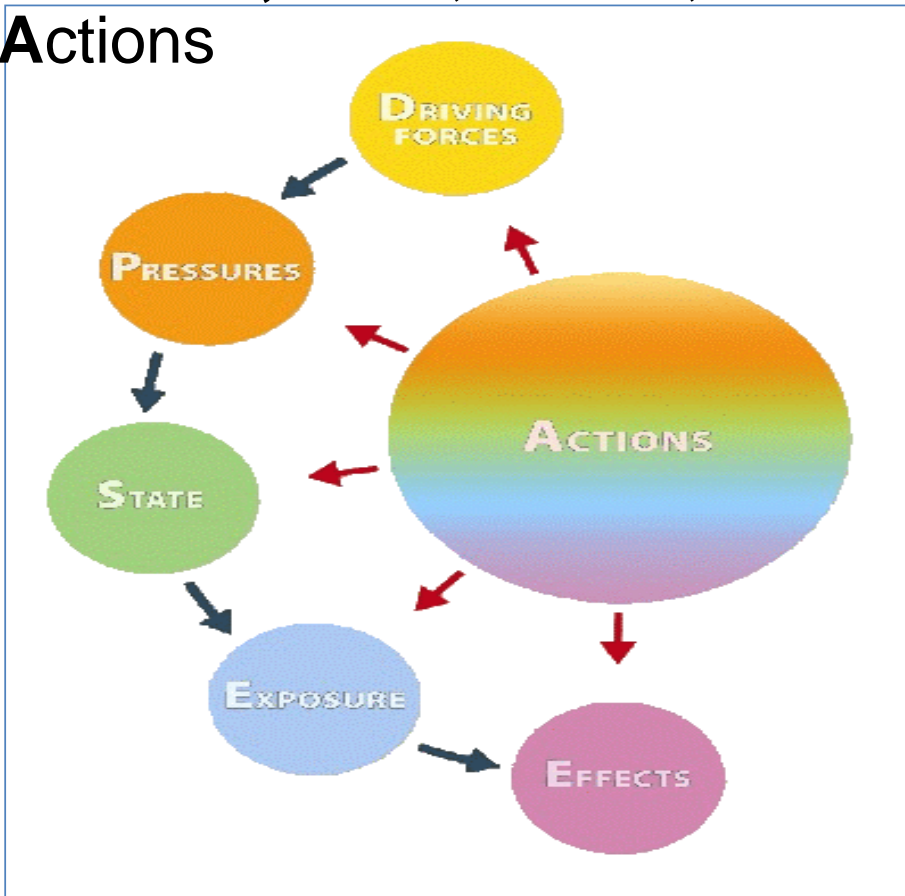 Actions
DRIVING
FORCES
PRESSURES
ACTIONS
STATE
EXPOSURE
EFFECTS